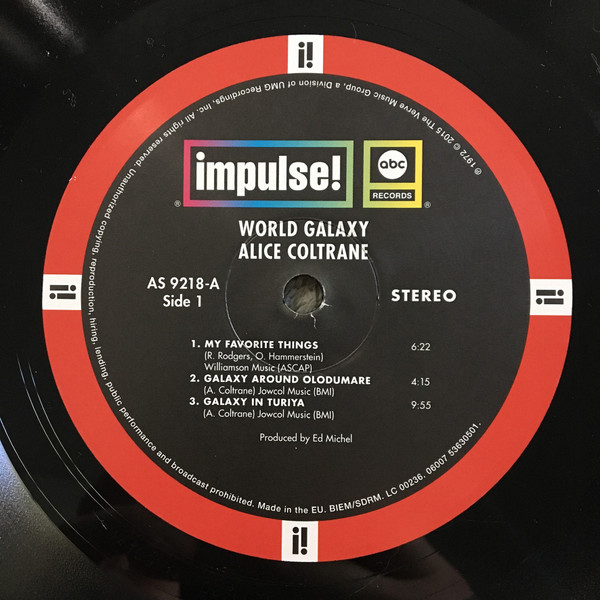 i!
impulse!
®
abc
RECORDS
®
WORLD GALAXY
ALICE COLTRANE
AS 9218-A
Side 1
STEREO
1. MY FAVORITE THINGS 6:22
(R. Rodgers, O. Hammerstein)
Williamson Music (ASCAP)
2. GALAXY AROUND OLODUMARE 4:15
(A. Coltrane) Jowcol Music (BMI)
3. GALAXY IN TURIYA 9:55
(A. Coltrane) Jowcol Music (BMI)
Produced by Ed Michel
i!
i!
i!
℗ 1972 © 2015 The Verve Music Group, a Division of UMG Recordings, Inc. All rights reserved. Unauthorized copying, reproduction, hiring, lending, public performance and broadcast prohibited. Made in the EU. BIEM/SDRM. LC 00236. 06007 53630501.